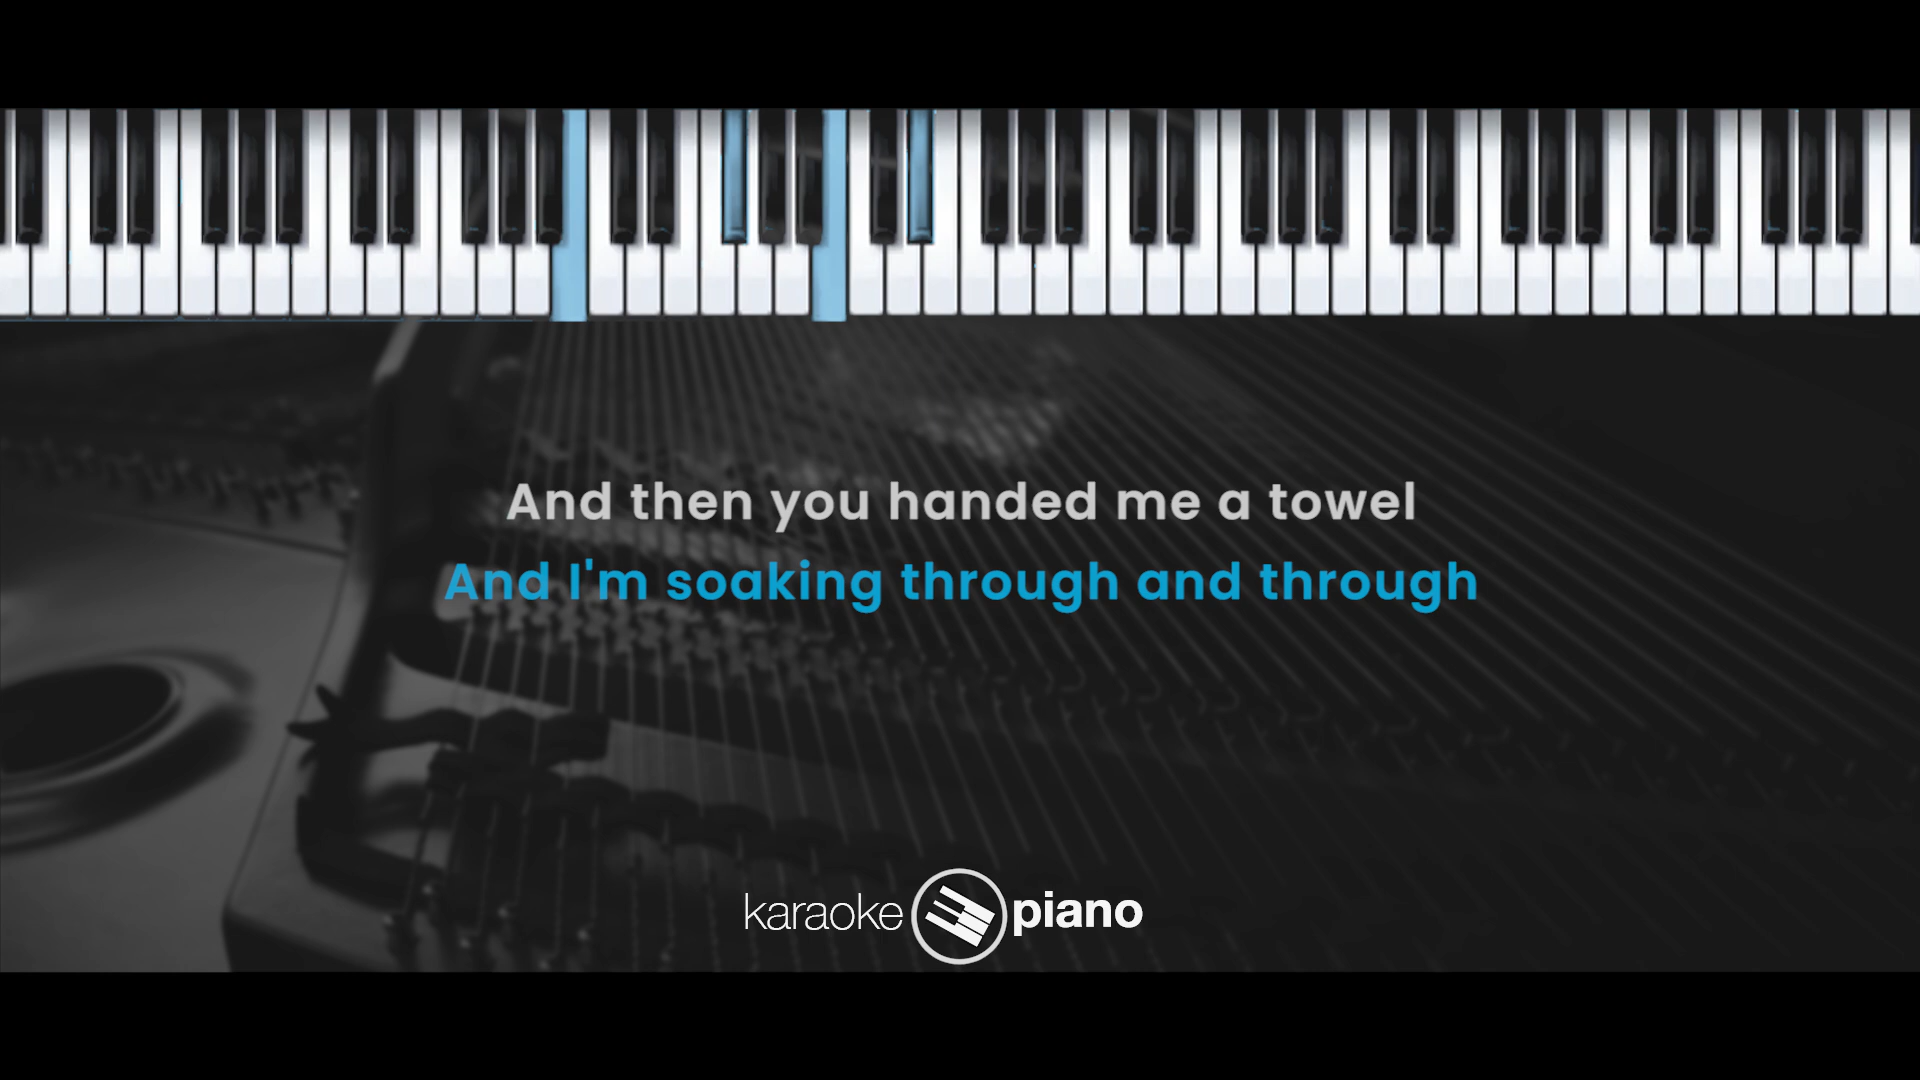 And then you handed me a towel
And I'm soaking through and through
karaoke piano